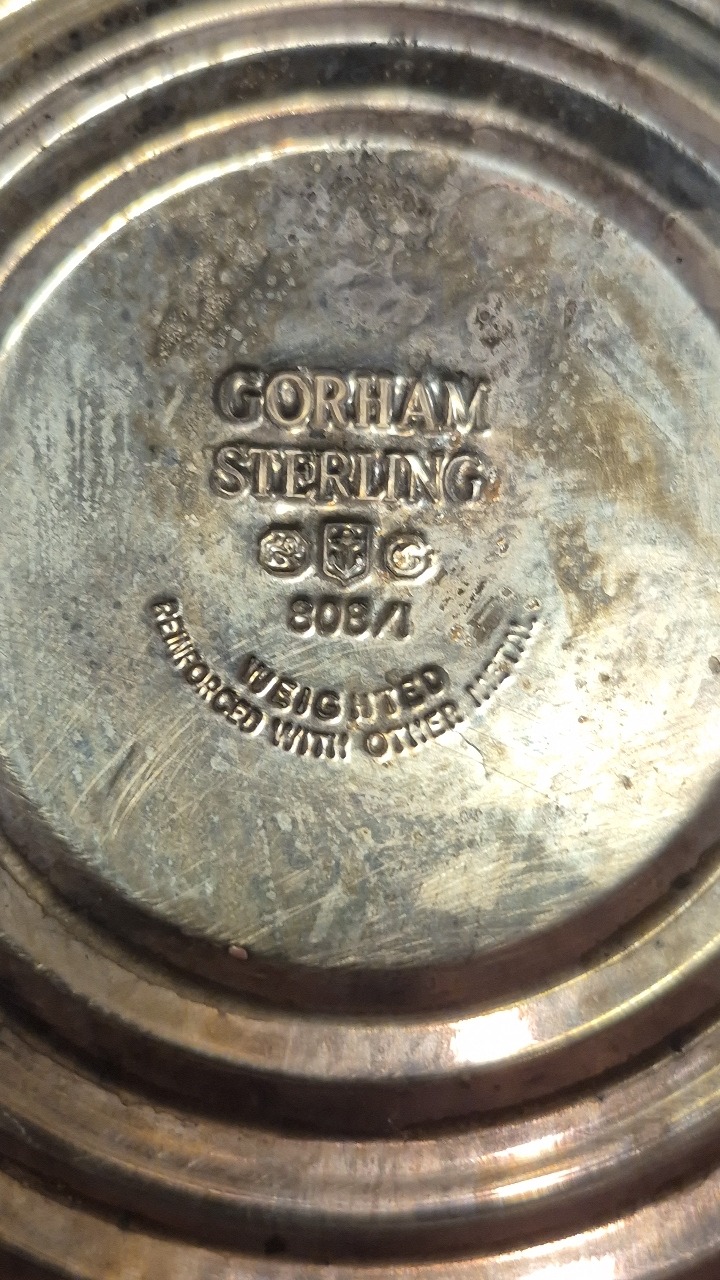 GORHAM
STERLING
G
808/1
WEIGHTED
REINFORCED WITH OTHER METAL.